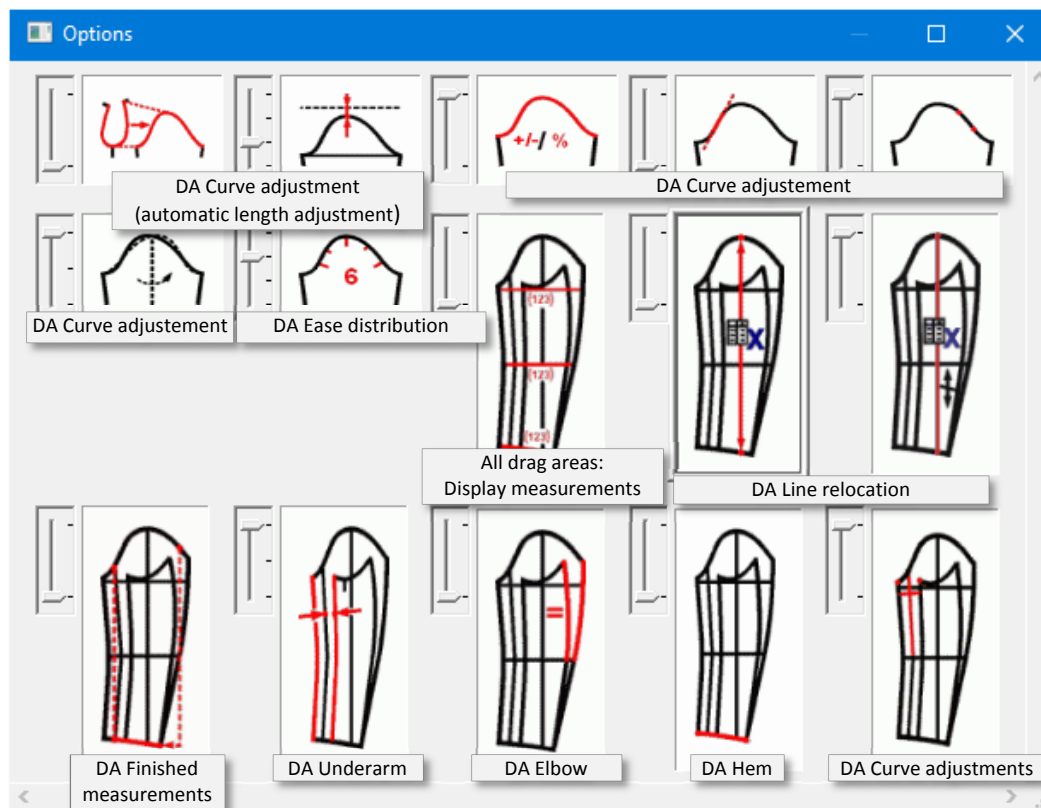 Options
+/-/ %
DA Curve adjustment
(automatic length adjustment)
DA Curve adjustement
6
DA Curve adjustement
DA Ease distribution
(123)
(123)
(123)
X
X
All drag areas:
Display measurements
DA Line relocation
=
DA Finished
measurements
DA Underarm
DA Elbow
DA Hem
DA Curve adjustments